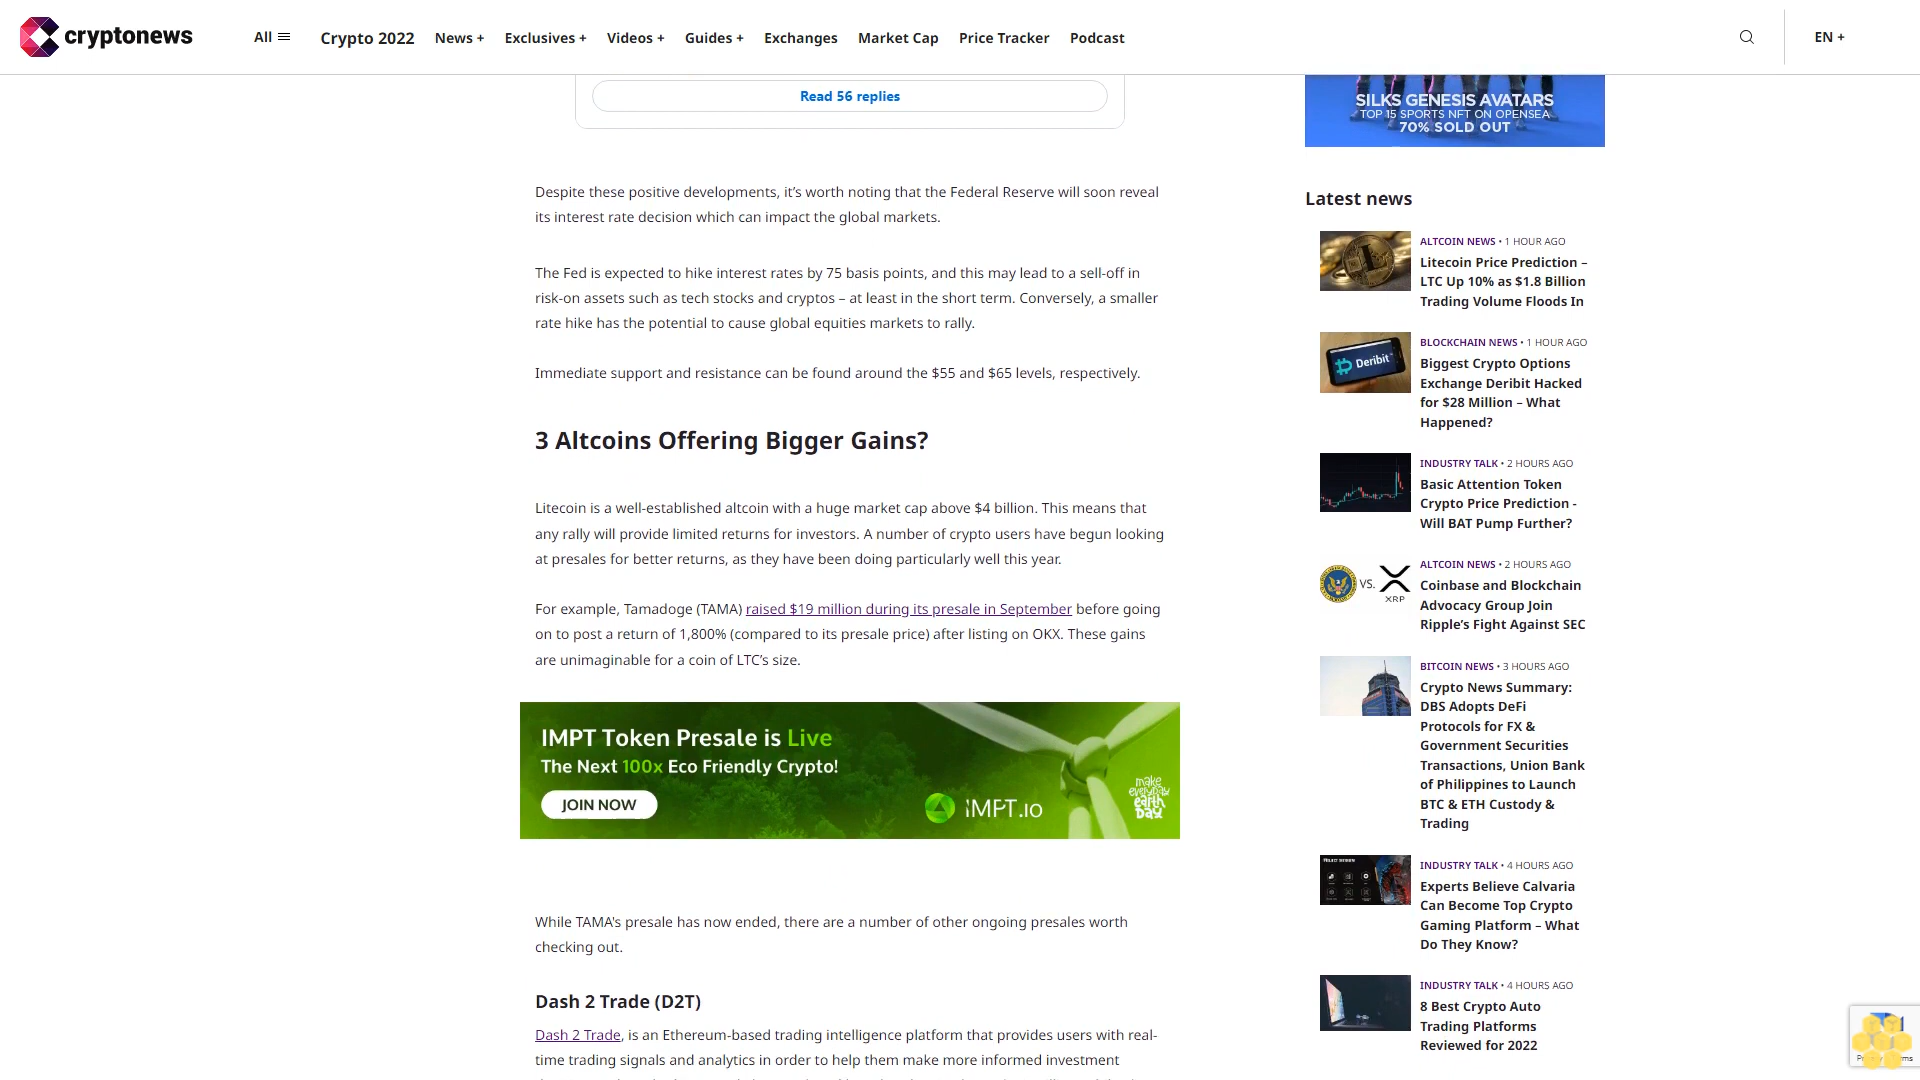 cryptonews
All
Crypto 2022
News +
Exclusives +
Videos +
Guides +
Exchanges
Market Cap
Price Tracker
Podcast
EN +
Read 56 replies
Despite these positive developments, it’s worth noting that the Federal Reserve will soon reveal
its interest rate decision which can impact the global markets.
The Fed is expected to hike interest rates by 75 basis points, and this may lead to a sell-off in
risk-on assets such as tech stocks and cryptos – at least in the short term. Conversely, a smaller
rate hike has the potential to cause global equities markets to rally.
Immediate support and resistance can be found around the $55 and $65 levels, respectively.
3 Altcoins Offering Bigger Gains?
Litecoin is a well-established altcoin with a huge market cap above $4 billion. This means that
any rally will provide limited returns for investors. A number of crypto users have begun looking
at presales for better returns, as they have been doing particularly well this year.
For example, Tamadoge (TAMA) raised $19 million during its presale in September before going
on to post a return of 1,800% (compared to its presale price) after listing on OKX. These gains
are unimaginable for a coin of LTC’s size.
IMPT Token Presale is Live
The Next 100x Eco Friendly Crypto!
JOIN NOW
IMPT.io
make
everyday
earth
DAY
While TAMA's presale has now ended, there are a number of other ongoing presales worth
checking out.
Dash 2 Trade (D2T)
Dash 2 Trade, is an Ethereum-based trading intelligence platform that provides users with real-
time trading signals and analytics in order to help them make more informed investment
SILKS GENESIS AVATARS
TOP 15 SPORTS NFT ON OPENSEA
70% SOLD OUT
Latest news
ALTCOIN NEWS • 1 HOUR AGO
Litecoin Price Prediction –
LTC Up 10% as $1.8 Billion
Trading Volume Floods In
Deribit
BLOCKCHAIN NEWS • 1 HOUR AGO
Biggest Crypto Options
Exchange Deribit Hacked
for $28 Million – What
Happened?
INDUSTRY TALK • 2 HOURS AGO
Basic Attention Token
Crypto Price Prediction -
Will BAT Pump Further?
VS.
XRP
ALTCOIN NEWS • 2 HOURS AGO
Coinbase and Blockchain
Advocacy Group Join
Ripple’s Fight Against SEC
BITCOIN NEWS • 3 HOURS AGO
Crypto News Summary:
DBS Adopts DeFi
Protocols for FX &
Government Securities
Transactions, Union Bank
of Philippines to Launch
BTC & ETH Custody &
Trading
INDUSTRY TALK • 4 HOURS AGO
Experts Believe Calvaria
Can Become Top Crypto
Gaming Platform – What
Do They Know?
INDUSTRY TALK • 4 HOURS AGO
8 Best Crypto Auto
Trading Platforms
Reviewed for 2022